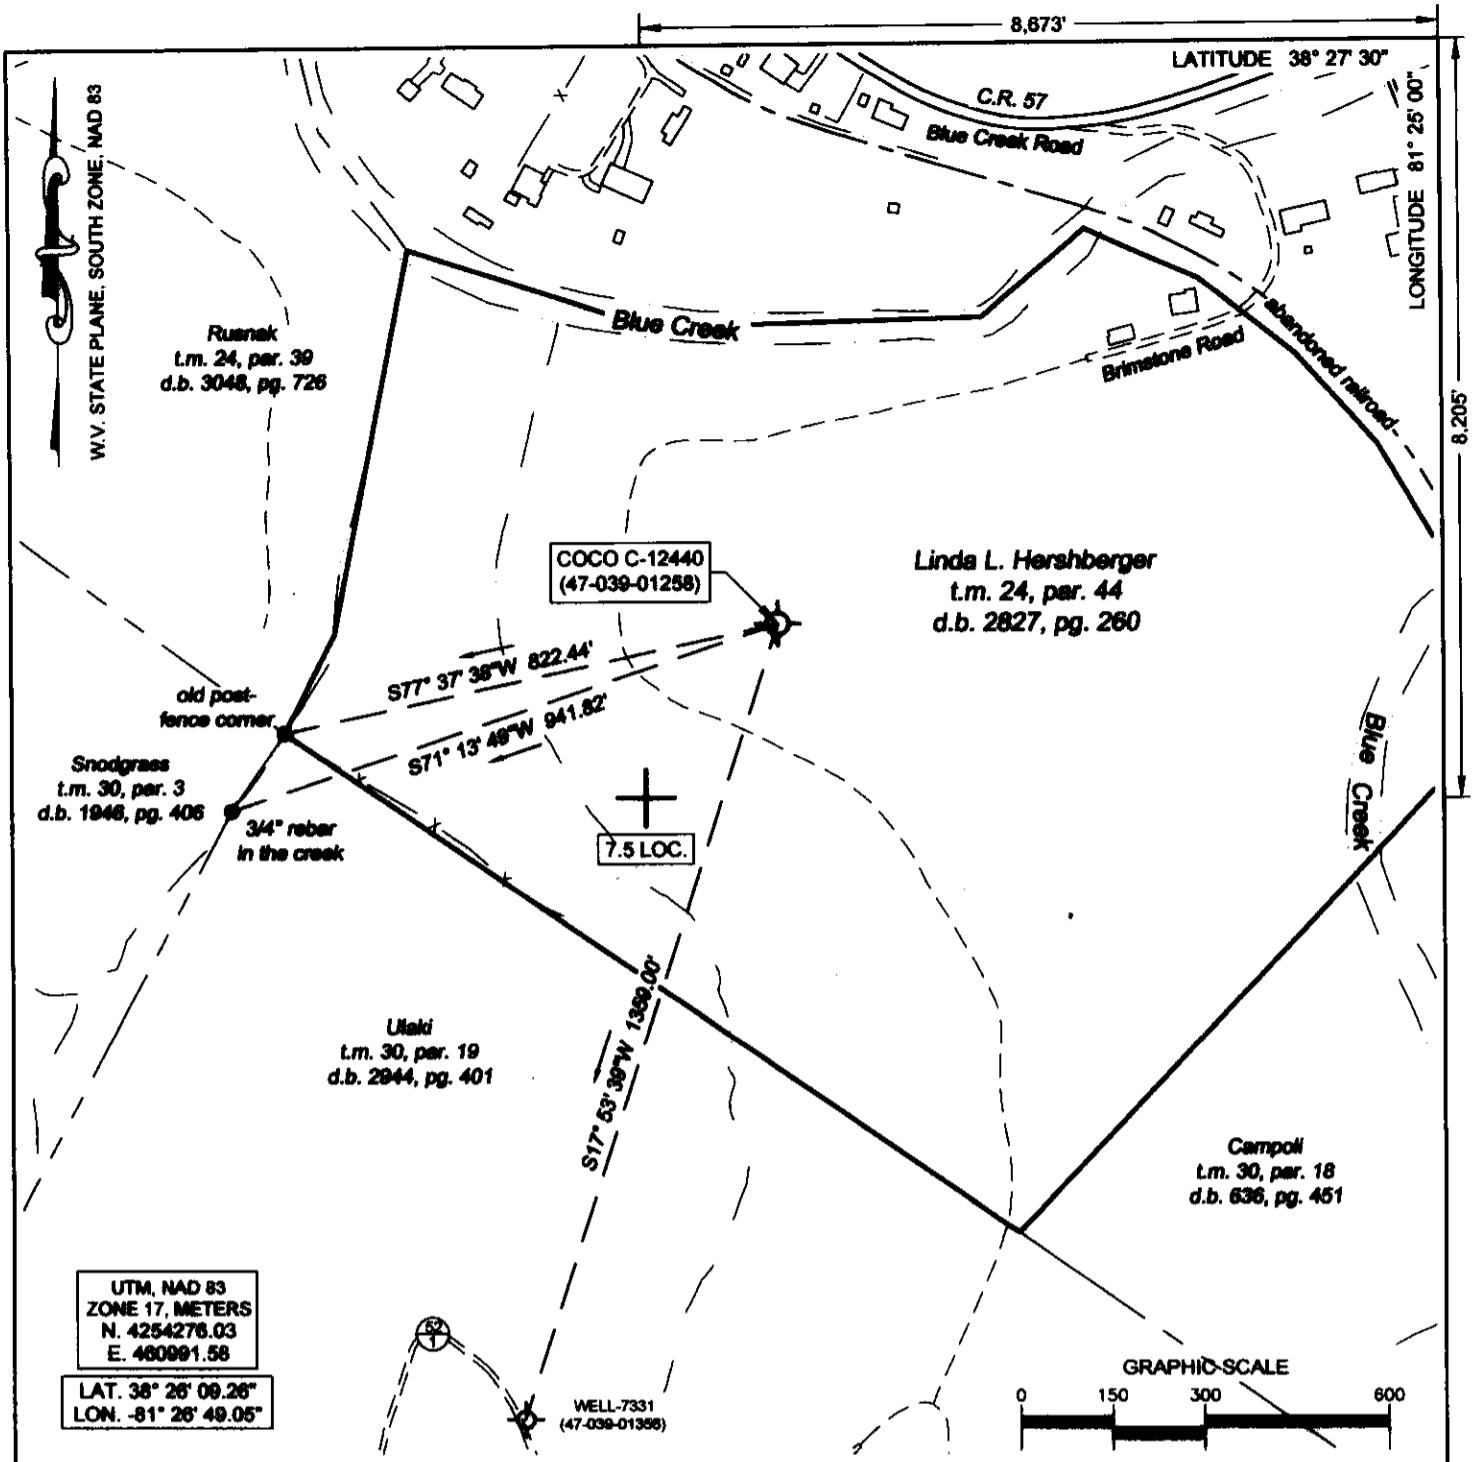 8,673'
LATITUDE 38° 27' 30"
LONGITUDE 81° 25' 00"
8,205'
W.V. STATE PLANE, SOUTH ZONE, NAD 83
C.R. 57
Blue Creek Road
abandoned railroad
Brimstone Road
Blue Creek
Rusnak
t.m. 24, par. 39
d.b. 3048, pg. 726
COCO C-12440
(47-039-01258)
Linda L. Hershberger
t.m. 24, par. 44
d.b. 2827, pg. 260
S77° 37' 38"W 822.44'
S71° 13' 49"W 941.82'
old post-
fence corner
Snodgrass
t.m. 30, par. 3
d.b. 1946, pg. 406
3/4" rebar
in the creek
7.5 LOC.
Blue Creek
S17° 53' 39"W 1359.00'
Ulaki
t.m. 30, par. 19
d.b. 2944, pg. 401
Campoli
t.m. 30, par. 18
d.b. 636, pg. 451
UTM, NAD 83
ZONE 17, METERS
N. 4254276.03
E. 460991.58
LAT. 38° 26' 09.26"
LON. -81° 26' 49.05"
52
1
WELL-7331
(47-039-01356)
GRAPHIC SCALE
0 150 300 600